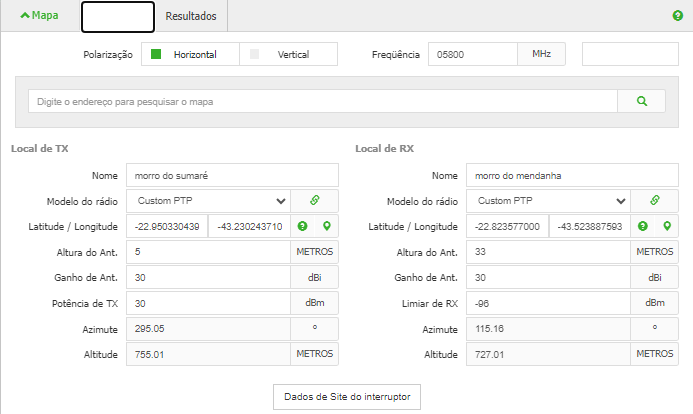 Mapa Resultados
Polarização Horizontal Vertical Freqüência 05800 MHz
Digite o endereço para pesquisar o mapa
Local de TX Local de RX
Nome morro do sumaré Nome morro do mendanha
Modelo do rádio Custom PTP Modelo do rádio Custom PTP
Latitude / Longitude -22.950330439 -43.230243710 Latitude / Longitude -22.823577000 -43.523887593
Altura do Ant. 5 METROS Altura do Ant. 33 METROS
Ganho de Ant. 30 dBi Ganho de Ant. 30 dBi
Potência de TX 30 dBm Limiar de RX -96 dBm
Azimute 295.05 º Azimute 115.16 º
Altitude 755.01 METROS Altitude 727.01 METROS
Dados de Site do interruptor